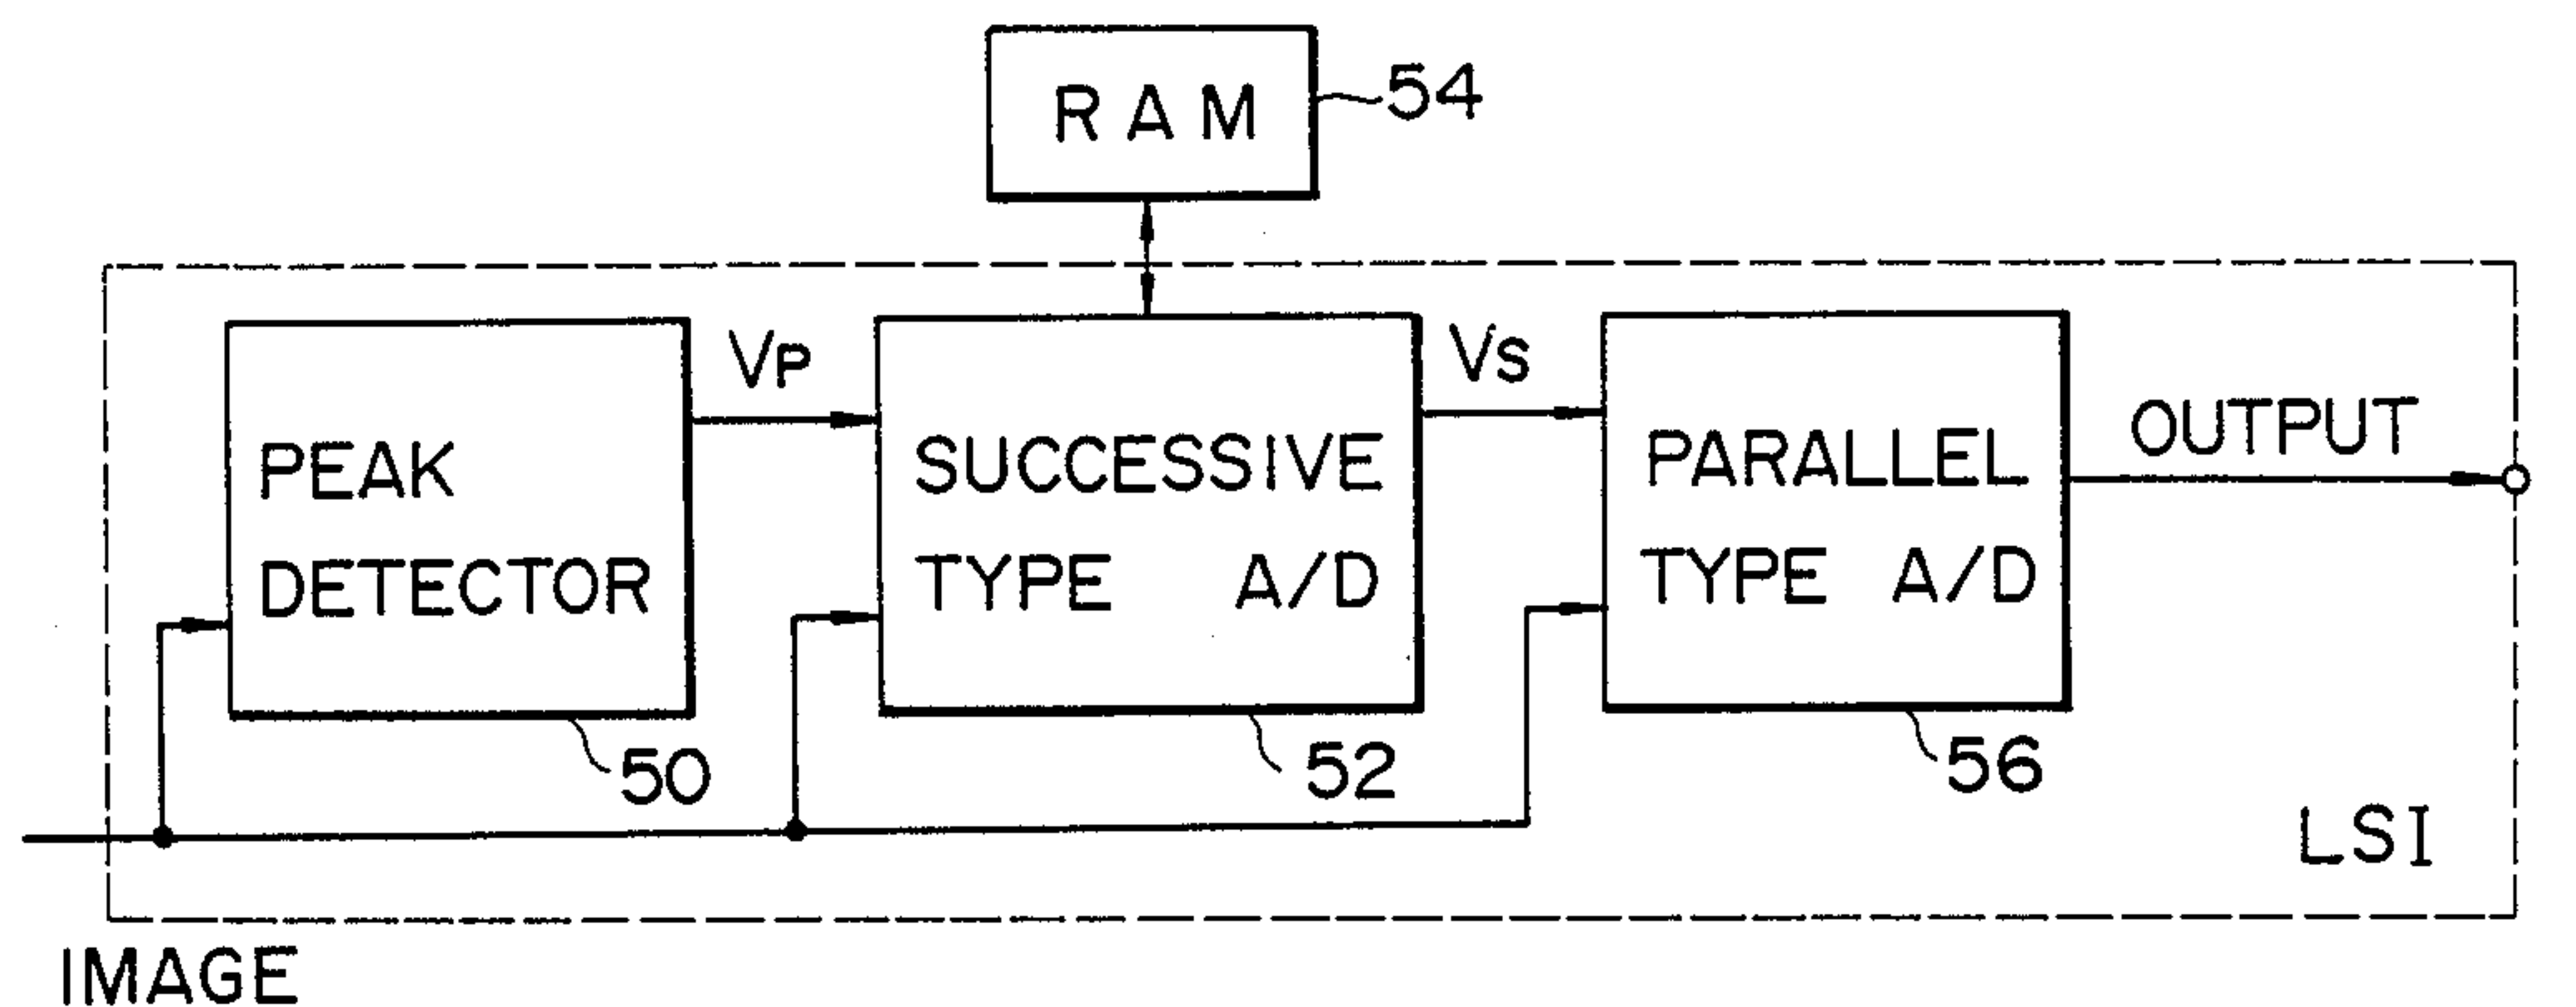 RAM
54
VP
VS
PEAK
DETECTOR
SUCCESSIVE
TYPE A/D
PARALLEL
TYPE A/D
OUTPUT
50
52
56
LSI
IMAGE